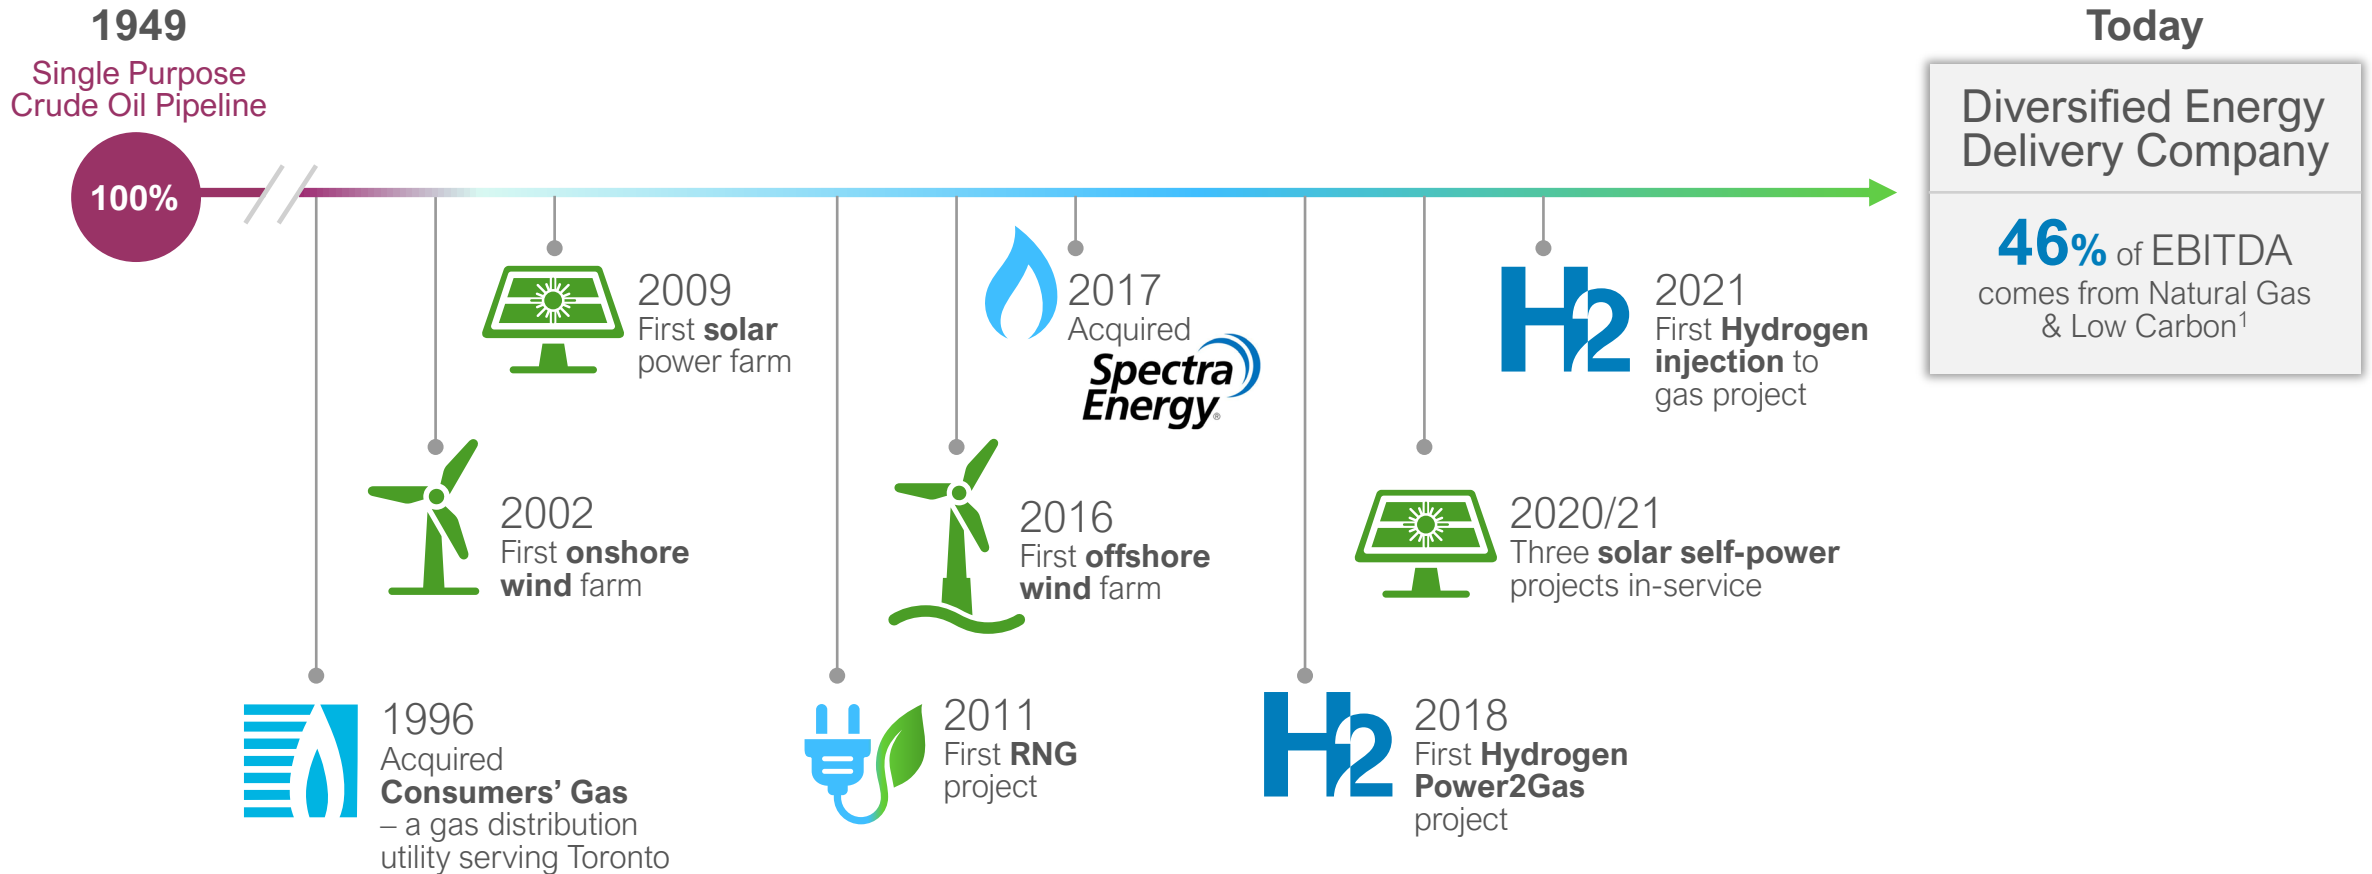 1949
Single Purpose
Crude Oil Pipeline
100%
1996
Acquired
Consumers’ Gas
– a gas distribution
utility serving Toronto
2002
First onshore
wind farm
2009
First solar
power farm
2011
First RNG
project
2016
First offshore
wind farm
2017
Acquired
Spectra
Energy®
H2
2018
First Hydrogen
Power2Gas
project
2020/21
Three solar self-power
projects in-service
H2
2021
First Hydrogen
injection to
gas project
Today
Diversified Energy
Delivery Company
46% of EBITDA
comes from Natural Gas
& Low Carbon1